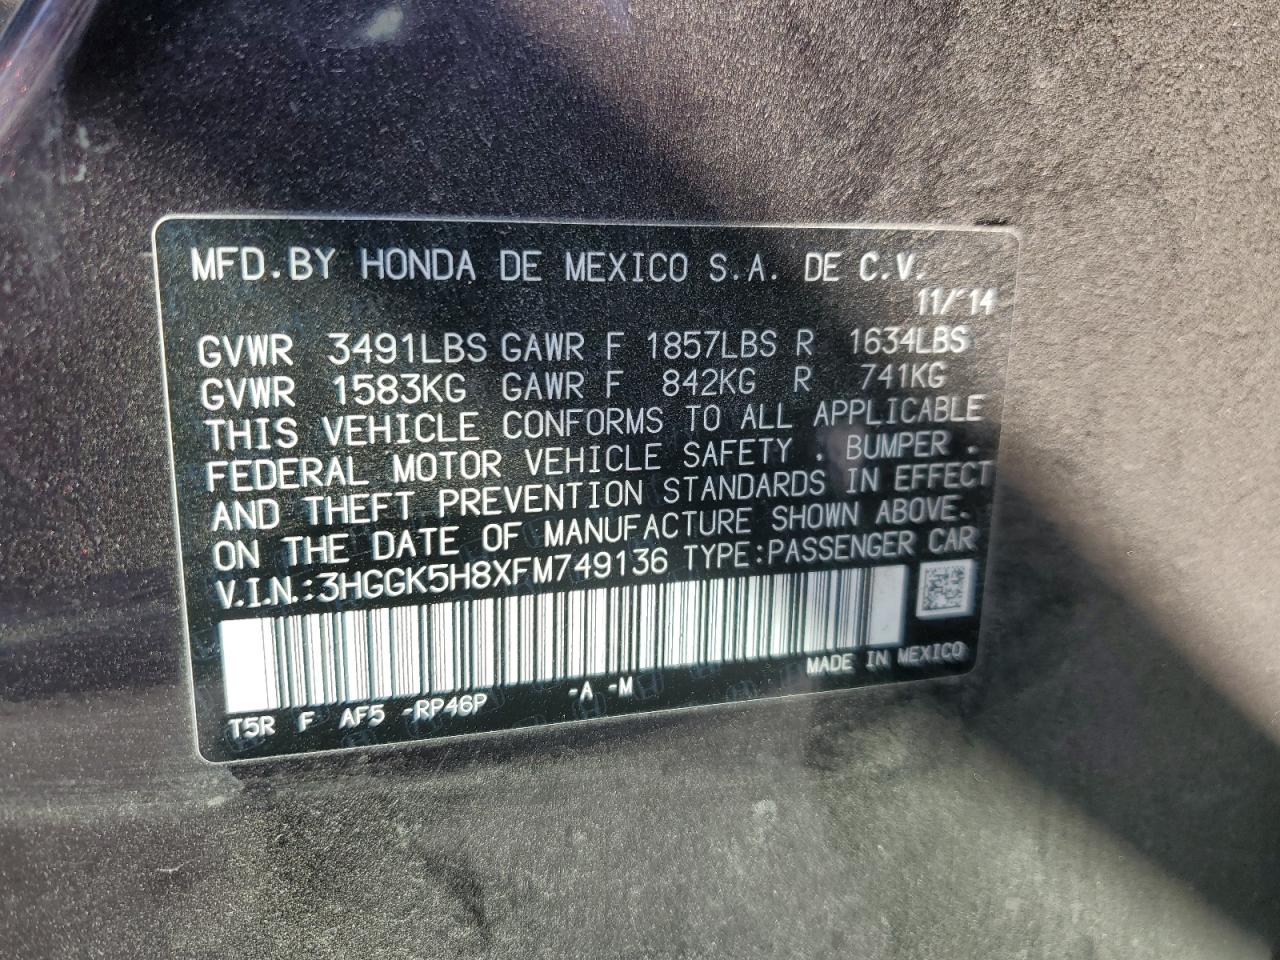 MFD.BY HONDA DE MEXICO S.A. DE C.V.
11/14
GVWR 3491LBS GAWR F 1857LBS R 1634LBS
GVWR 1583KG GAWR F 842KG R 741KG
THIS VEHICLE CONFORMS TO ALL APPLICABLE
FEDERAL MOTOR VEHICLE SAFETY , BUMPER ,
AND THEFT PREVENTION STANDARDS IN EFFECT
ON THE DATE OF MANUFACTURE SHOWN ABOVE.
V.I.N.:3HGGK5H8XFM749136 TYPE:PASSENGER CAR
MADE IN MEXICO
T5R F AF5 -RP46P -A -M